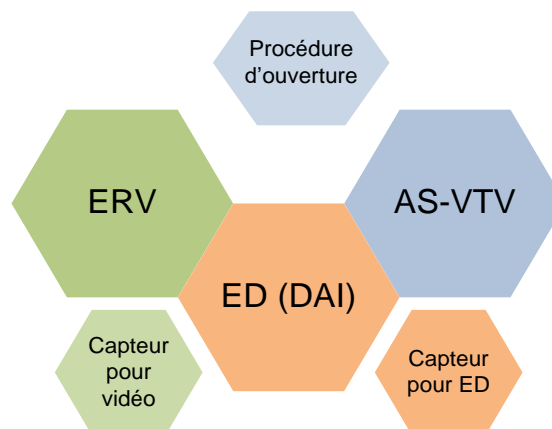 Procédure
d’ouverture
ERV
AS-VTV
ED (DAI)
Capteur
pour
vidéo
Capteur
pour ED